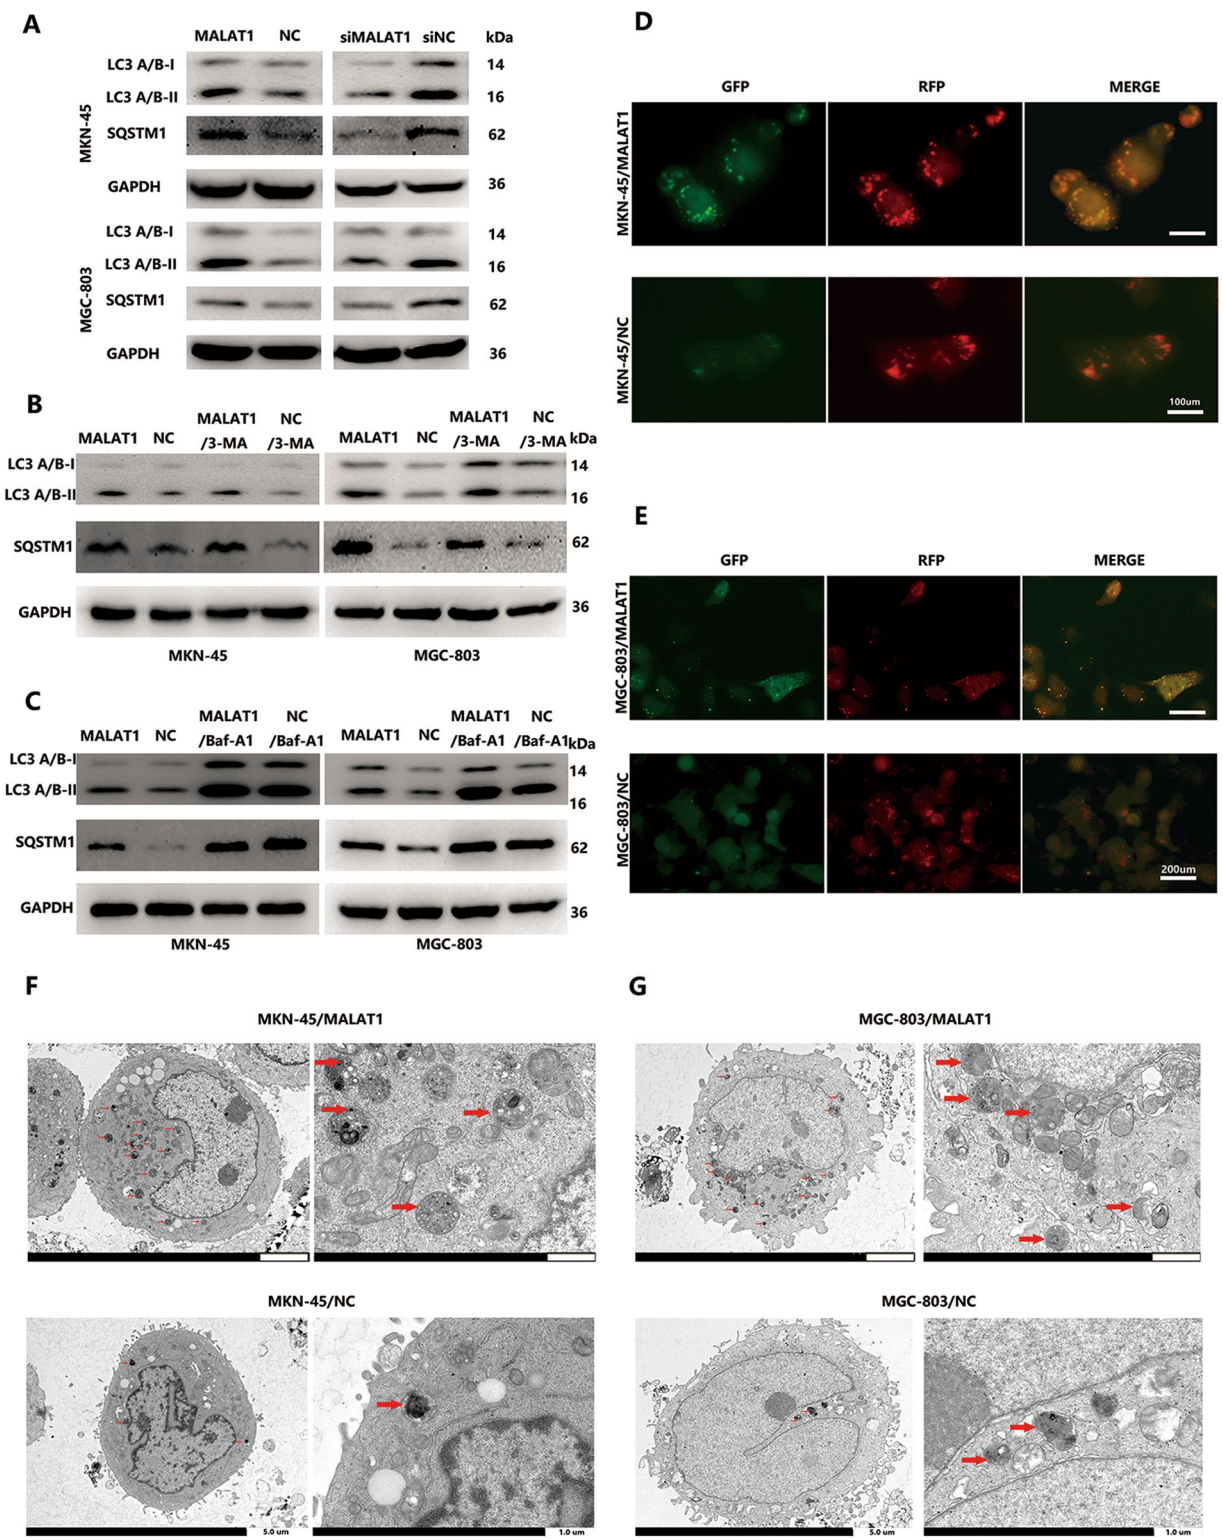 A
MALAT1 NC siMALAT1 siNC kDa
LC3 A/B-I 14
LC3 A/B-II 16
SQSTM1 62
GAPDH 36
MKN-45
LC3 A/B-I 14
LC3 A/B-II 16
SQSTM1 62
GAPDH 36
MGC-803
B
MALAT1 NC MALAT1/3-MA NC/3-MA MALAT1 NC MALAT1/3-MA NC/3-MA kDa
LC3 A/B-I 14
LC3 A/B-II 16
SQSTM1 62
GAPDH 36
MKN-45 MGC-803
C
MALAT1 NC MALAT1/Baf-A1 NC/Baf-A1 MALAT1 NC MALAT1/Baf-A1 NC/Baf-A1 kDa
LC3 A/B-I 14
LC3 A/B-II 16
SQSTM1 62
GAPDH 36
MKN-45 MGC-803
D
GFP RFP MERGE
MKN-45/MALAT1
MKN-45/NC
100um
E
GFP RFP MERGE
MGC-803/MALAT1
MGC-803/NC
200um
F
MKN-45/MALAT1
MKN-45/NC
5.0 um 1.0 um
G
MGC-803/MALAT1
MGC-803/NC
5.0 um 1.0 um